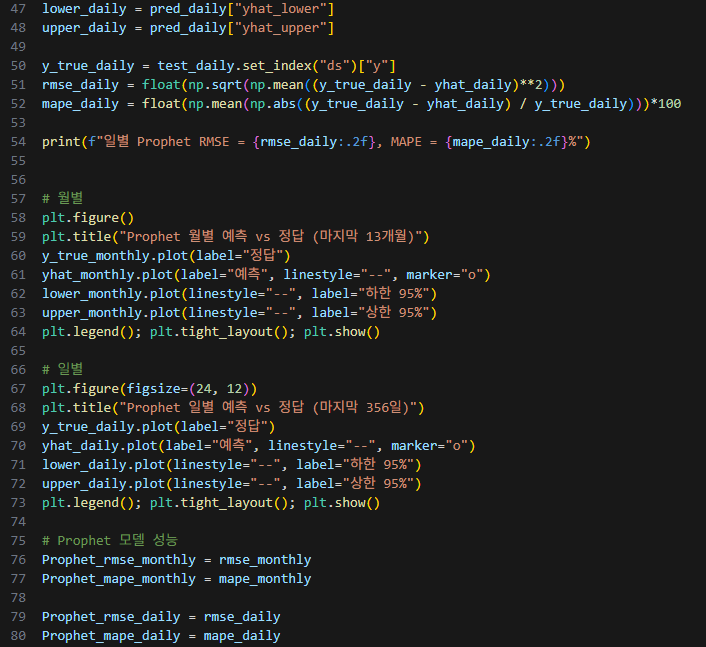 47 lower_daily = pred_daily["yhat_lower"]
48 upper_daily = pred_daily["yhat_upper"]
49
50 y_true_daily = test_daily.set_index("ds")["y"]
51 rmse_daily = float(np.sqrt(np.mean((y_true_daily - yhat_daily)**2)))
52 mape_daily = float(np.mean(np.abs((y_true_daily - yhat_daily) / y_true_daily)))*100
53
54 print(f"일별 Prophet RMSE = {rmse_daily:.2f}, MAPE = {mape_daily:.2f}%")
55
56
57 # 월별
58 plt.figure()
59 plt.title("Prophet 월별 예측 vs 정답 (마지막 13개월)")
60 y_true_monthly.plot(label="정답")
61 yhat_monthly.plot(label="예측", linestyle="--", marker="o")
62 lower_monthly.plot(linestyle="--", label="하한 95%")
63 upper_monthly.plot(linestyle="--", label="상한 95%")
64 plt.legend(); plt.tight_layout(); plt.show()
65
66 # 일별
67 plt.figure(figsize=(24, 12))
68 plt.title("Prophet 일별 예측 vs 정답 (마지막 356일)")
69 y_true_daily.plot(label="정답")
70 yhat_daily.plot(label="예측", linestyle="--", marker="o")
71 lower_daily.plot(linestyle="--", label="하한 95%")
72 upper_daily.plot(linestyle="--", label="상한 95%")
73 plt.legend(); plt.tight_layout(); plt.show()
74
75 # Prophet 모델 성능
76 Prophet_rmse_monthly = rmse_monthly
77 Prophet_mape_monthly = mape_monthly
78
79 Prophet_rmse_daily = rmse_daily
80 Prophet_mape_daily = mape_daily